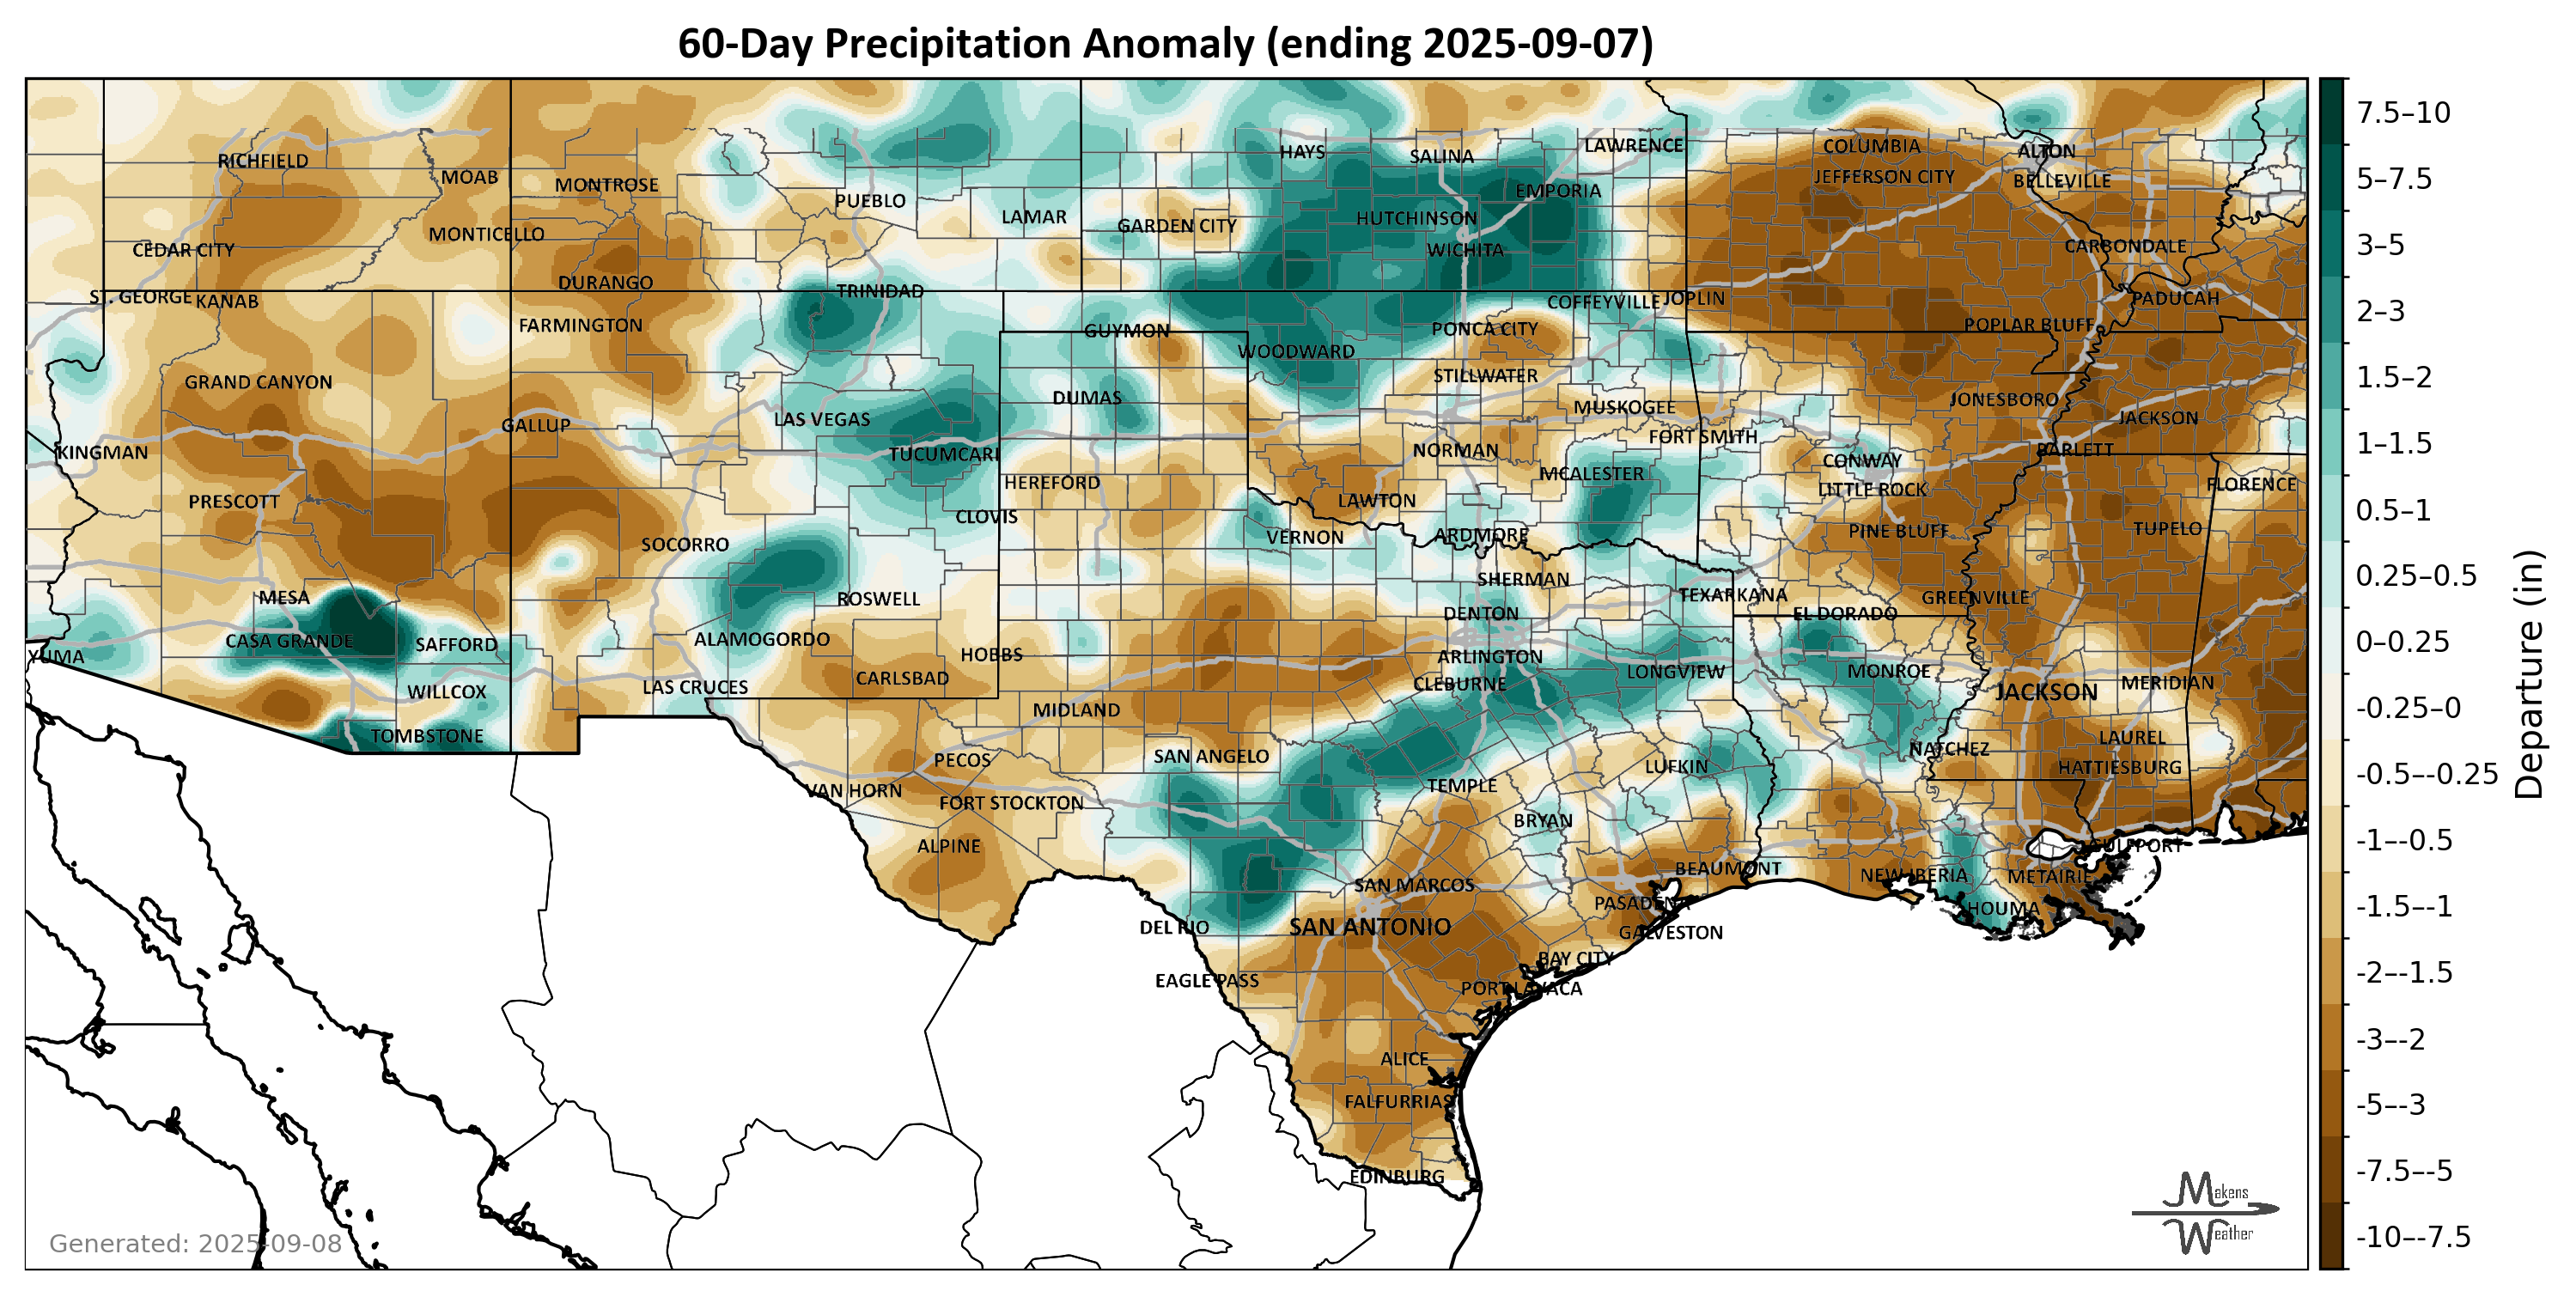 60-Day Precipitation Anomaly (ending 2025-09-07)
HAYS
SALINA
LAWRENCE
COLUMBIA
ALTON
RICHFIELD
MOAB
MONTROSE
PUEBLO
EMPORIA
JEFFERSON CITY
BELLEVILLE
LAMAR
GARDEN CITY
HUTCHINSON
MONTICELLO
CEDAR CITY
WICHITA
CARBONDALE
DURANGO
TRINIDAD
ST. GEORGE
KANAB
COFFEYVILLE
JOPLIN
PADUCAH
FARMINGTON
GUYMON
PONCA CITY
POPLAR BLUFF
WOODWARD
GRAND CANYON
STILLWATER
DUMAS
MUSKOGEE
JONESBORO
GALLUP
LAS VEGAS
JACKSON
FORT SMITH
KINGMAN
TUCUMCARI
NORMAN
BARLETT
CONWAY
MCALESTER
HEREFORD
LITTLE ROCK
FLORENCE
PRESCOTT
LAWTON
CLOVIS
PINE BLUFF
TUPELO
SOCORRO
VERNON
ARDMORE
SHERMAN
MESA
ROSWELL
TEXARKANA
GREENVILLE
DENTON
EL DORADO
CASA GRANDE
SAFFORD
ALAMOGORDO
YUMA
HOBBS
ARLINGTON
LONGVIEW
MONROE
CARLSBAD
LAS CRUCES
CLEBURNE
WILLCOX
JACKSON
MERIDIAN
MIDLAND
TOMBSTONE
LAUREL
NATCHEZ
SAN ANGELO
PECOS
LUFKIN
HATTIESBURG
VAN HORN
FORT STOCKTON
TEMPLE
BRYAN
ALPINE
GULFPORT
BEAUMONT
SAN MARCOS
NEW IBERIA
METAIRIE
PASADENA
HOUMA
DEL RIO
SAN ANTONIO
GALVESTON
BAY CITY
EAGLE PASS
PORT LAVACA
ALICE
FALFURRIAS
EDINBURG
Generated: 2025-09-08
Makens
Weather
7.5–10
5–7.5
3–5
2–3
1.5–2
1–1.5
0.5–1
0.25–0.5
0–0.25
-0.25–0
-0.5–-0.25
-1–-0.5
-1.5–-1
-2–-1.5
-3–-2
-5–-3
-7.5–-5
-10–-7.5
Departure (in)